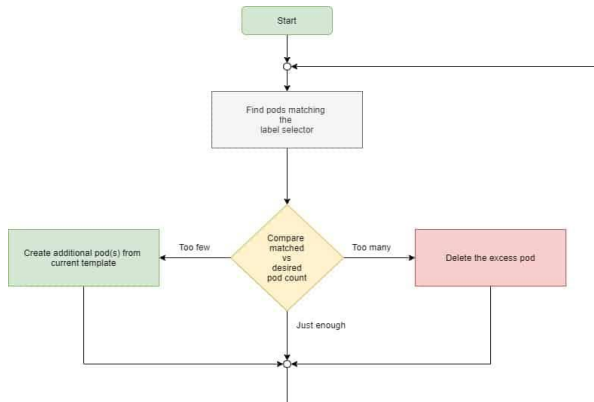 Start
Find pods matching
the
label selector
Too few
Compare
matched
vs
desired
pod count
Too many
Create additional pod(s) from
current template
Delete the excess pod
Just enough